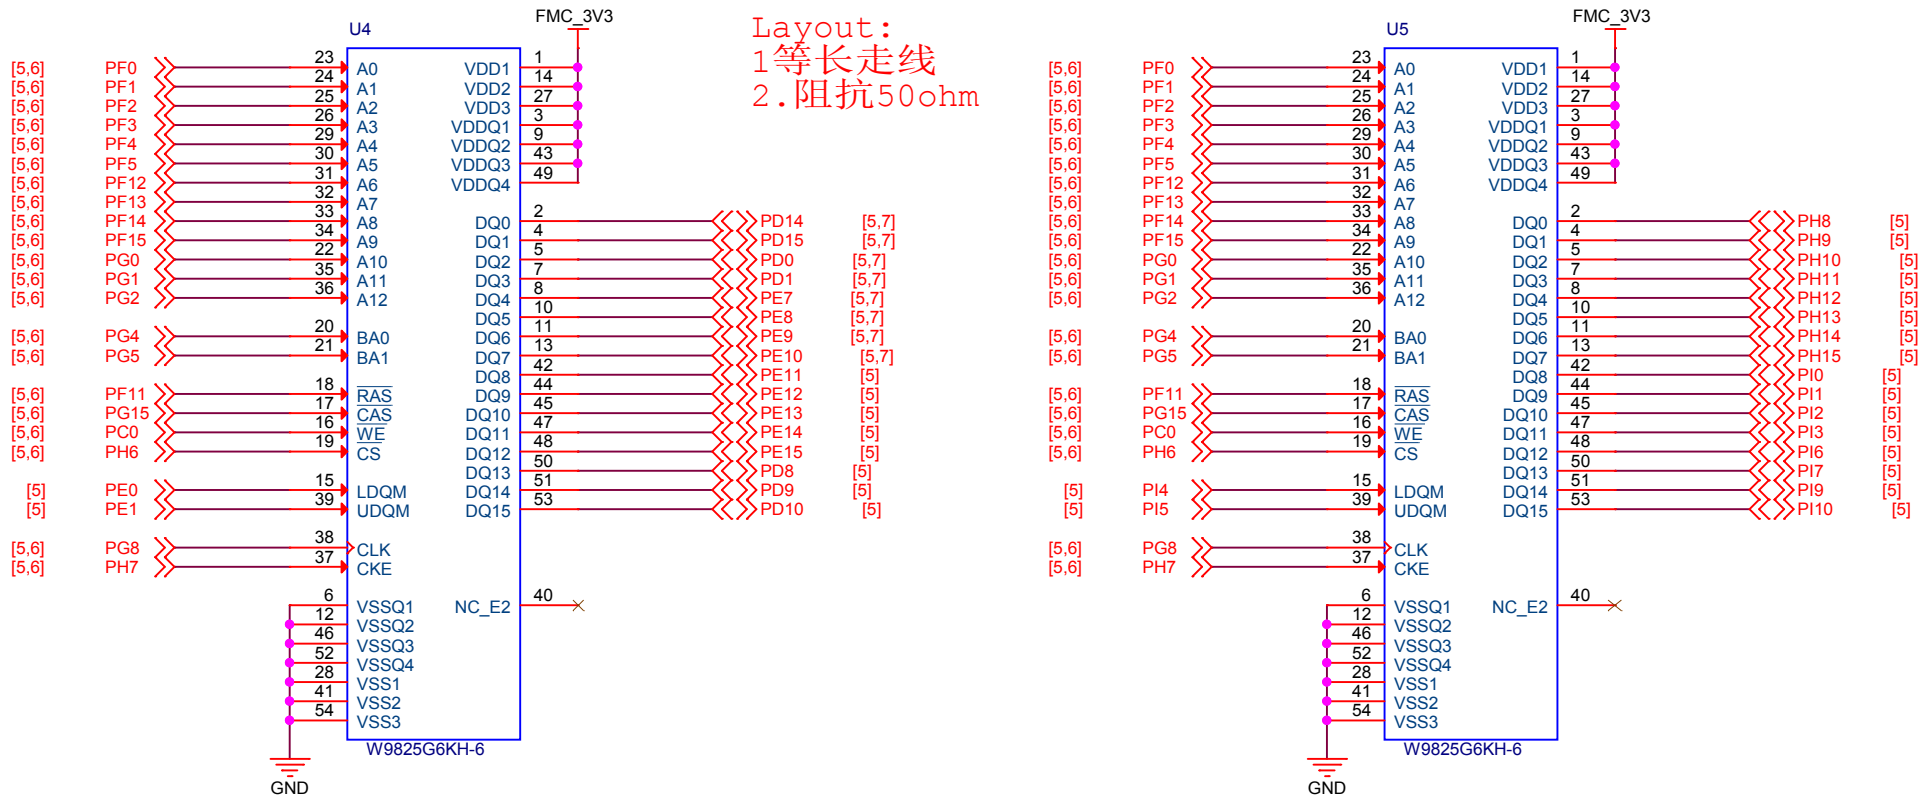 U4
FMC_3V3
Layout:
1等长走线
2.阻抗50ohm
U5
FMC_3V3
[5,6] PF0 23 A0 VDD1 1
[5,6] PF1 24 A1 VDD2 14
[5,6] PF2 25 A2 VDD3 27
[5,6] PF3 26 A3 VDDQ1 3
[5,6] PF4 29 A4 VDDQ2 9
[5,6] PF5 30 A5 VDDQ3 43
[5,6] PF12 31 A6 VDDQ4 49
[5,6] PF13 32 A7
[5,6] PF14 33 A8 DQ0 2 PD14 [5,7]
[5,6] PF15 34 A9 DQ1 4 PD15 [5,7]
[5,6] PG0 22 A10 DQ2 5 PD0 [5,7]
[5,6] PG1 35 A11 DQ3 7 PD1 [5,7]
[5,6] PG2 36 A12 DQ4 8 PE7 [5,7]
DQ5 10 PE8 [5,7]
[5,6] PG4 20 BA0 DQ6 11 PE9 [5,7]
[5,6] PG5 21 BA1 DQ7 13 PE10 [5,7]
DQ8 42 PE11 [5]
[5,6] PF11 18 RAS DQ9 44 PE12 [5]
[5,6] PG15 17 CAS DQ10 45 PE13 [5]
[5,6] PC0 16 WE DQ11 47 PE14 [5]
[5,6] PH6 19 CS DQ12 48 PE15 [5]
DQ13 50 PD8 [5]
[5] PE0 15 LDQM DQ14 51 PD9 [5]
[5] PE1 39 UDQM DQ15 53 PD10 [5]
[5,6] PG8 38 CLK
[5,6] PH7 37 CKE
6 VSSQ1 NC_E2 40
12 VSSQ2
46 VSSQ3
52 VSSQ4
28 VSS1
41 VSS2
54 VSS3
W9825G6KH-6
GND
[5,6] PF0 23 A0 VDD1 1
[5,6] PF1 24 A1 VDD2 14
[5,6] PF2 25 A2 VDD3 27
[5,6] PF3 26 A3 VDDQ1 3
[5,6] PF4 29 A4 VDDQ2 9
[5,6] PF5 30 A5 VDDQ3 43
[5,6] PF12 31 A6 VDDQ4 49
[5,6] PF13 32 A7
[5,6] PF14 33 A8 DQ0 2 PH8 [5]
[5,6] PF15 34 A9 DQ1 4 PH9 [5]
[5,6] PG0 22 A10 DQ2 5 PH10 [5]
[5,6] PG1 35 A11 DQ3 7 PH11 [5]
[5,6] PG2 36 A12 DQ4 8 PH12 [5]
DQ5 10 PH13 [5]
[5,6] PG4 20 BA0 DQ6 11 PH14 [5]
[5,6] PG5 21 BA1 DQ7 13 PH15 [5]
DQ8 42 PI0 [5]
[5,6] PF11 18 RAS DQ9 44 PI1 [5]
[5,6] PG15 17 CAS DQ10 45 PI2 [5]
[5,6] PC0 16 WE DQ11 47 PI3 [5]
[5,6] PH6 19 CS DQ12 48 PI6 [5]
DQ13 50 PI7 [5]
[5] PI4 15 LDQM DQ14 51 PI9 [5]
[5] PI5 39 UDQM DQ15 53 PI10 [5]
[5,6] PG8 38 CLK
[5,6] PH7 37 CKE
6 VSSQ1 NC_E2 40
12 VSSQ2
46 VSSQ3
52 VSSQ4
28 VSS1
41 VSS2
54 VSS3
W9825G6KH-6
GND